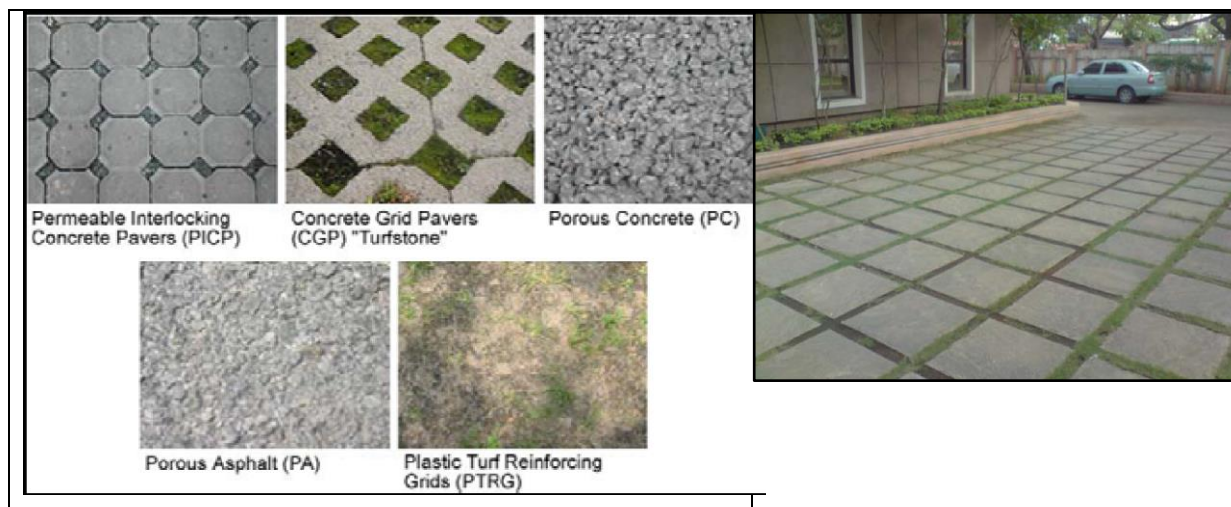 Permeable Interlocking
Concrete Pavers (PICP)
Concrete Grid Pavers
(CGP) "Turfstone"
Porous Concrete (PC)
Porous Asphalt (PA)
Plastic Turf Reinforcing
Grids (PTRG)